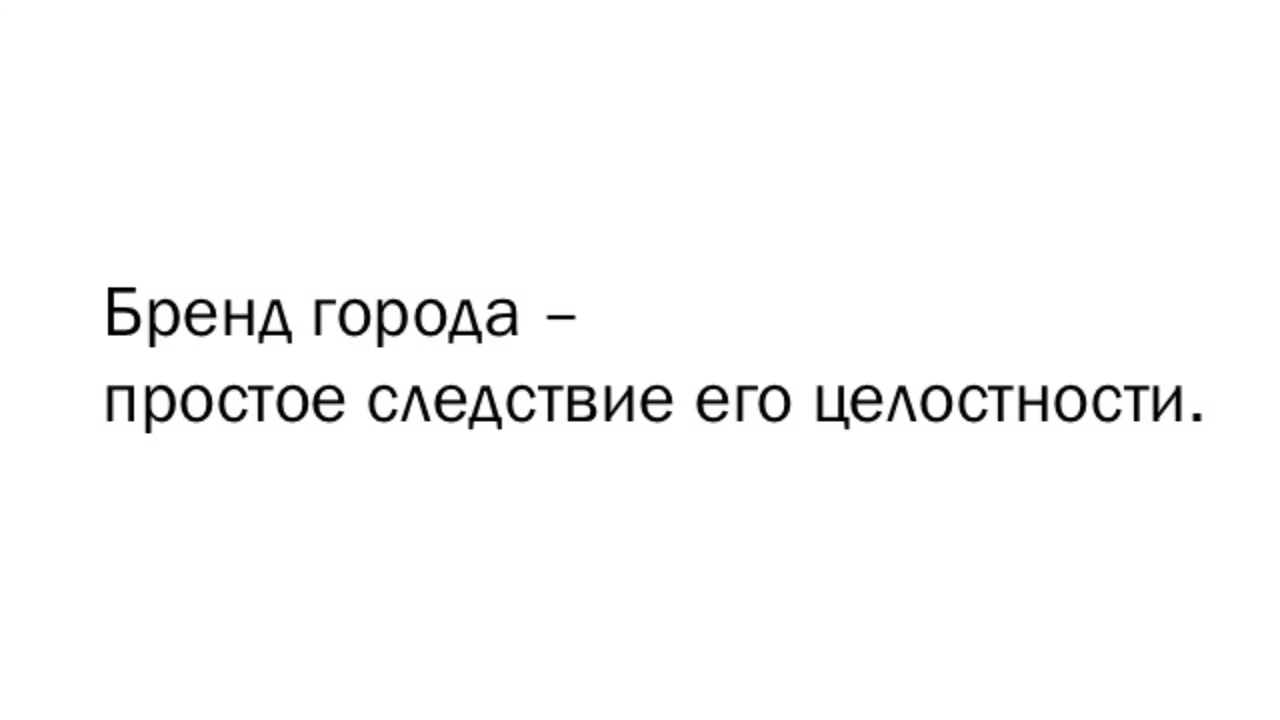 Бренд города –
простое следствие его целостности.